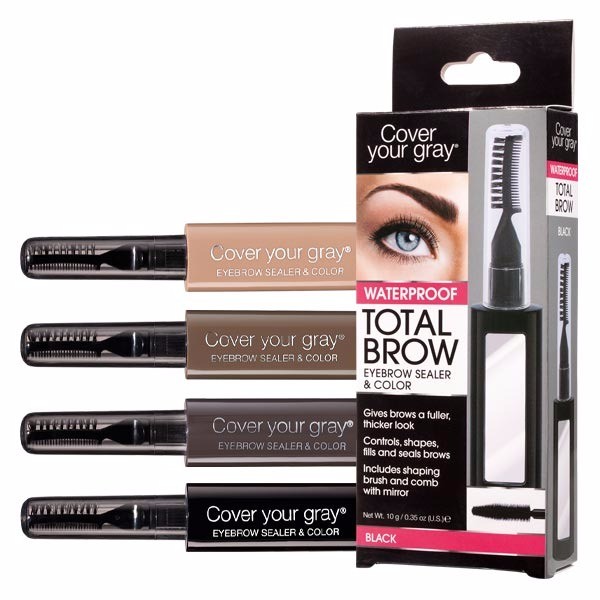 Cover your gray®
EYEBROW SEALER & COLOR
Cover your gray®
EYEBROW SEALER & COLOR
Cover your gray®
EYEBROW SEALER & COLOR
Cover your gray®
EYEBROW SEALER & COLOR
Cover
your gray®
WATERPROOF
TOTAL
BROW
EYEBROW SEALER
& COLOR
Gives brows a fuller,
thicker look
Controls, shapes,
fills and seals brows
Includes shaping
brush and comb
with mirror
Net. Wt. 10 g / 0.35 oz (U.S.) e
BLACK
Cover
your gray®
WATERPROOF
TOTAL
BROW
BLACK